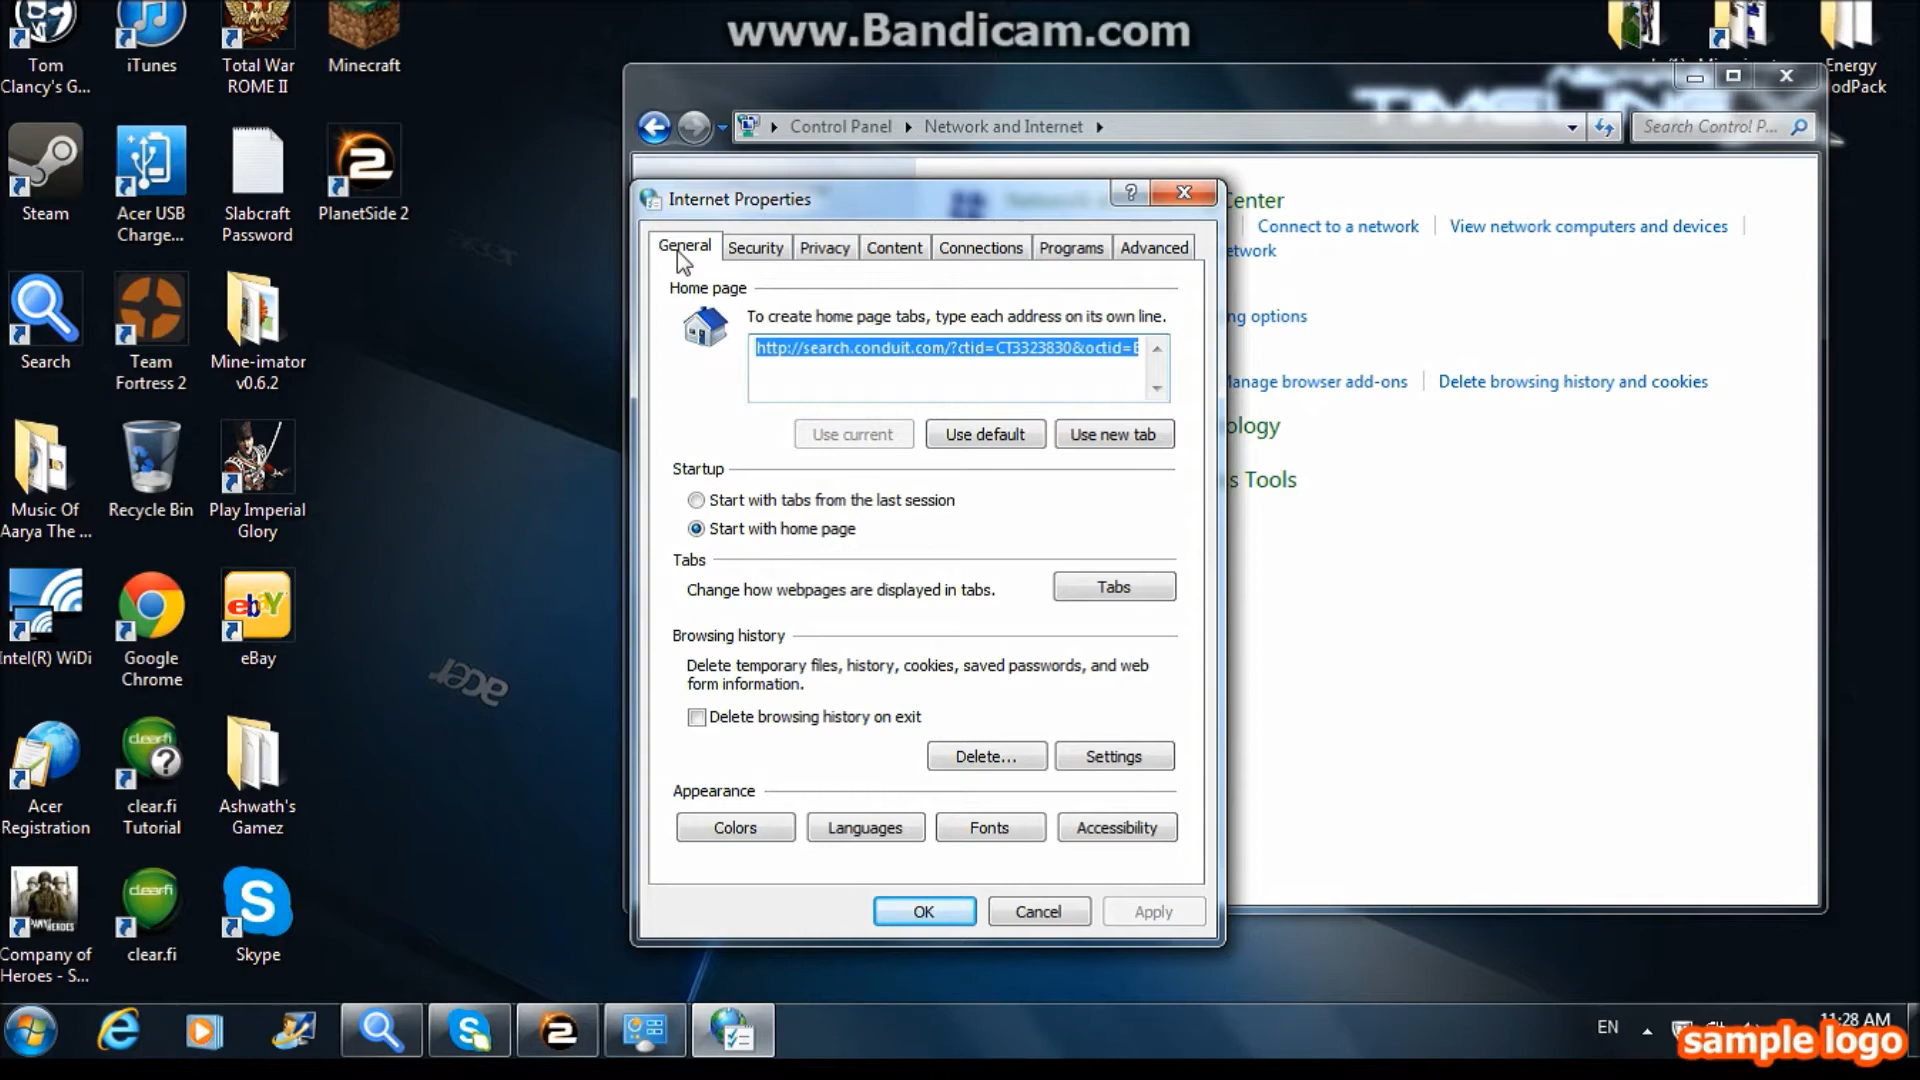 www.Bandicam.com
Tom
Clancy's G...
iTunes
Total War
ROME II
Minecraft
Energy
odPack
Control Panel
Network and Internet
Search Control P...
Steam
Acer USB
Charge...
Slabcraft
Password
PlanetSide 2
Internet Properties
Center
Connect to a network
View network computers and devices
etwork
General
Security
Privacy
Content
Connections
Programs
Advanced
Home page
To create home page tabs, type each address on its own line.
http://search.conduit.com/?ctid=CT3323830&octid=E
ng options
Manage browser add-ons
Delete browsing history and cookies
Use current
Use default
Use new tab
ology
Startup
Start with tabs from the last session
Start with home page
s Tools
Search
Team
Fortress 2
Mine-imator
v0.6.2
Tabs
Change how webpages are displayed in tabs.
Tabs
Music Of
Aarya The ...
Recycle Bin
Play Imperial
Glory
Browsing history
Delete temporary files, history, cookies, saved passwords, and web
form information.
Delete browsing history on exit
Delete...
Settings
Intel(R) WiDi
Google
Chrome
ebY
eBay
acer
Appearance
Colors
Languages
Fonts
Accessibility
clear.fi
Acer
Registration
clear.fi
Tutorial
Ashwath's
Gamez
OK
Cancel
Apply
clear.fi
Company of
Heroes - S...
clear.fi
Skype
EN
11:28 AM
sample logo